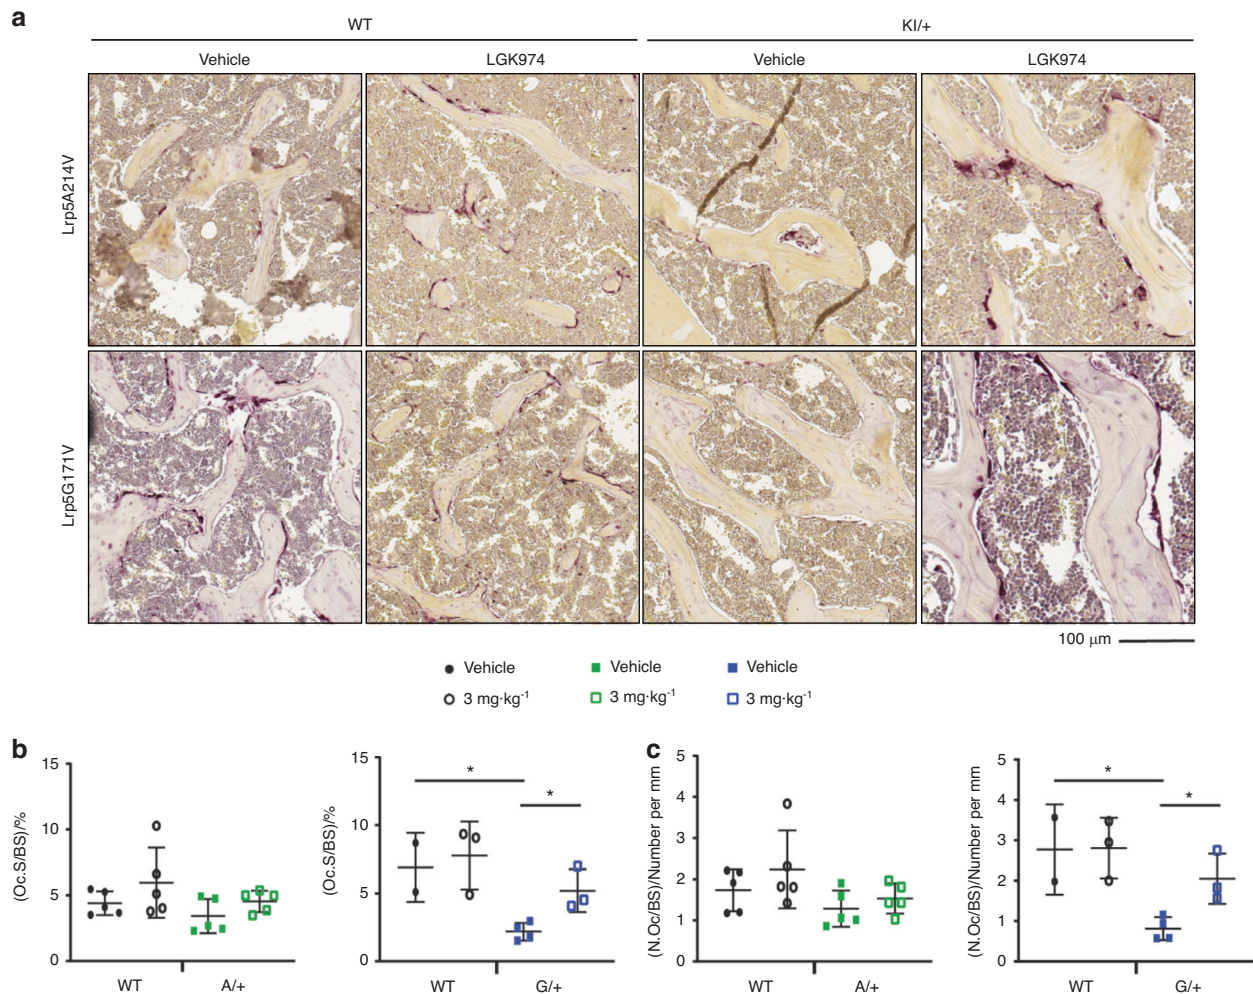 a
WT KI/+
Vehicle LGK974 Vehicle LGK974
Lrp5A214V
Lrp5G171V
100 μm
Vehicle Vehicle Vehicle
3 mg·kg-1 3 mg·kg-1 3 mg·kg-1
b
(Oc.S/BS)/%
15
10
5
0
WT A/+
(Oc.S/BS)/%
15
10
5
0
* *
WT G/+
c
(N.Oc/BS)/Number per mm
5
4
3
2
1
0
WT A/+
(N.Oc/BS)/Number per mm
5
4
3
2
1
0
* *
WT G/+